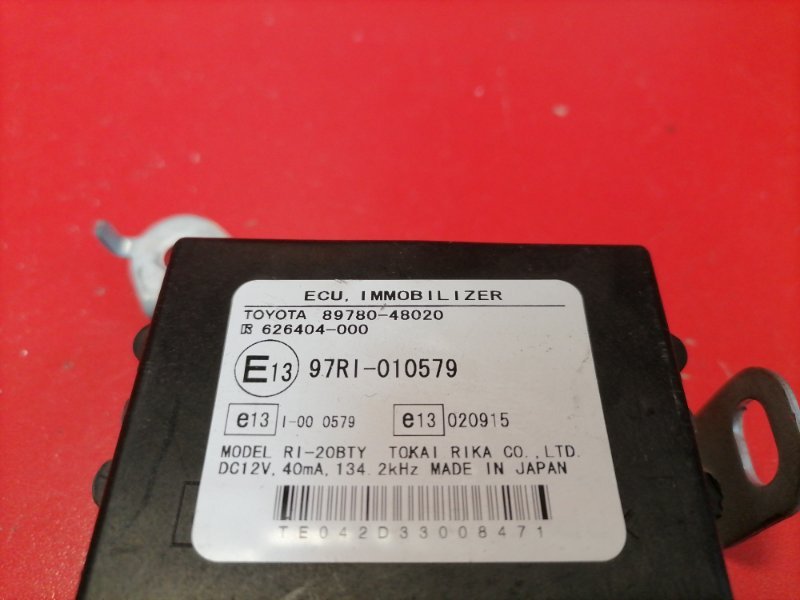 ECU, IMMOBILIZER
TOYOTA 89780-48020
R 626404-000
E13 97RI-010579
e13 I-00 0579 e13 020915
MODEL RI-20BTY TOKAI RIKA CO., LTD.
DC12V, 40mA, 134.2kHz MADE IN JAPAN
TE042D33008471